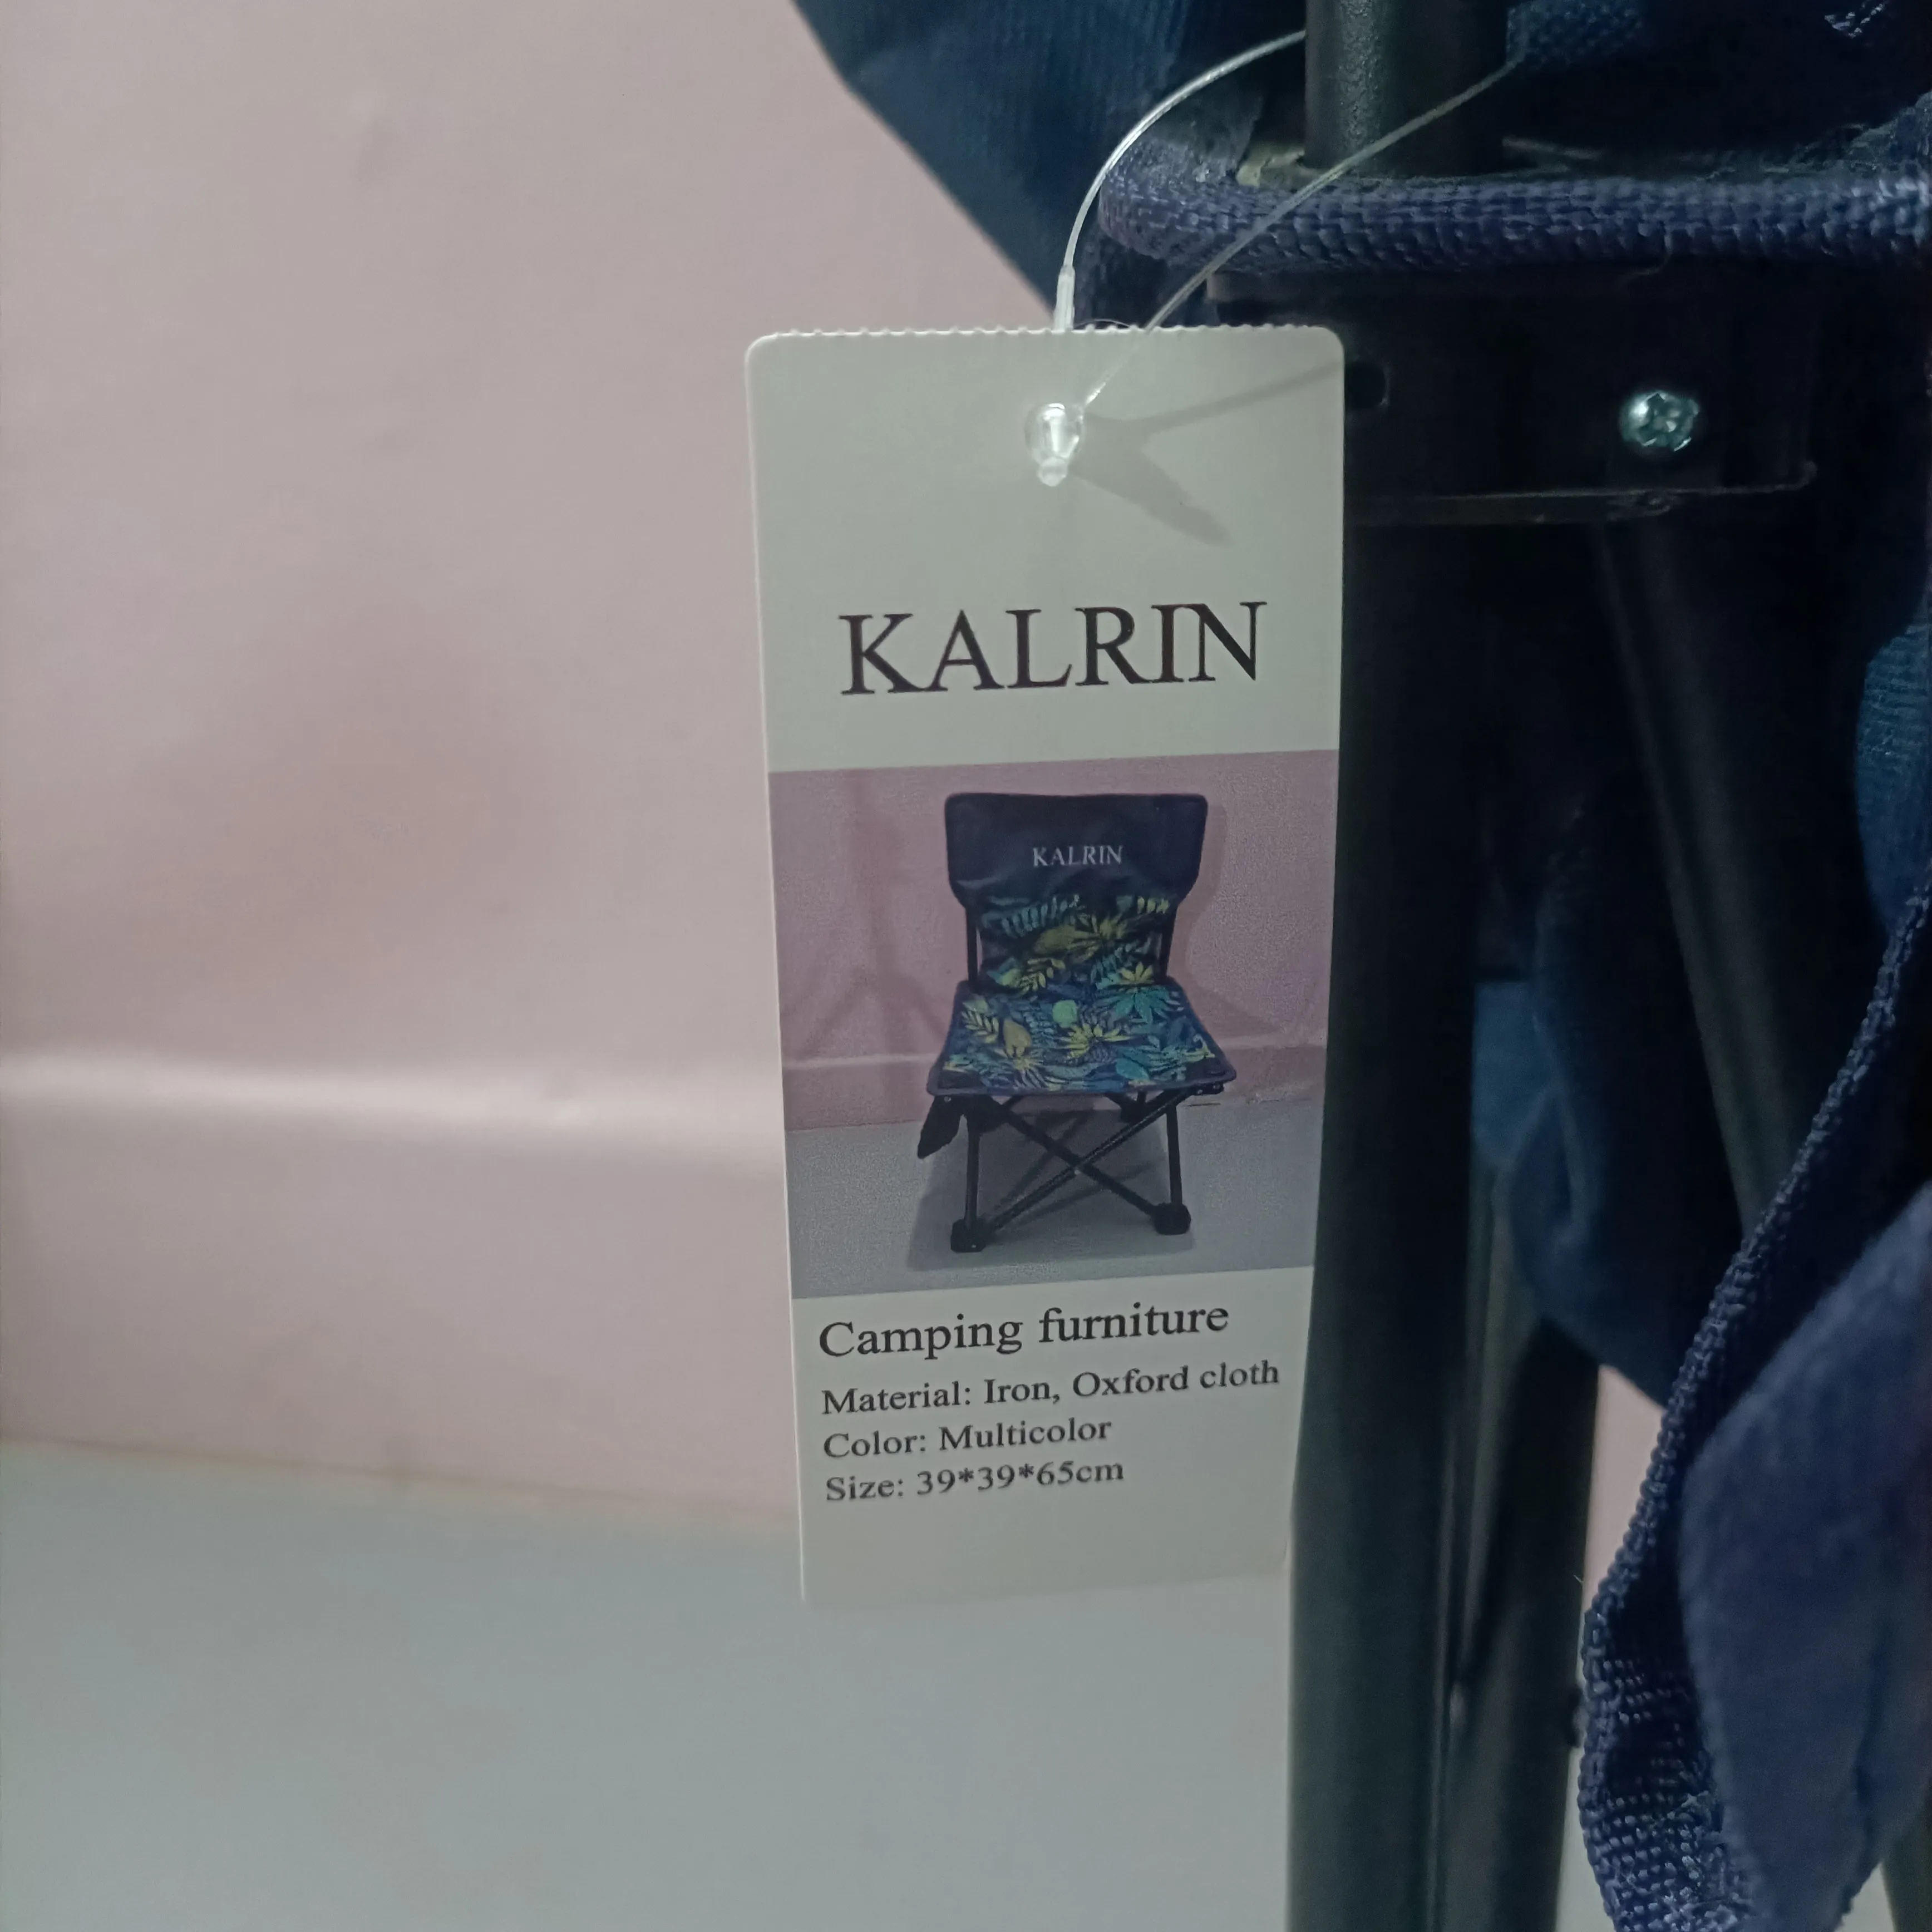 KALRIN
KALRIN
Camping furniture
Material: Iron, Oxford cloth
Color: Multicolor
Size: 39*39*65cm